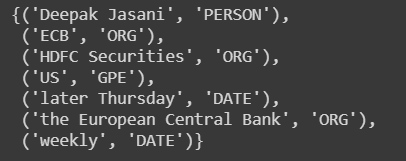 {('Deepak Jasani', 'PERSON'),
('ECB', 'ORG'),
('HDFC Securities', 'ORG'),
('US', 'GPE'),
('later Thursday', 'DATE'),
('the European Central Bank', 'ORG'),
('weekly', 'DATE')}